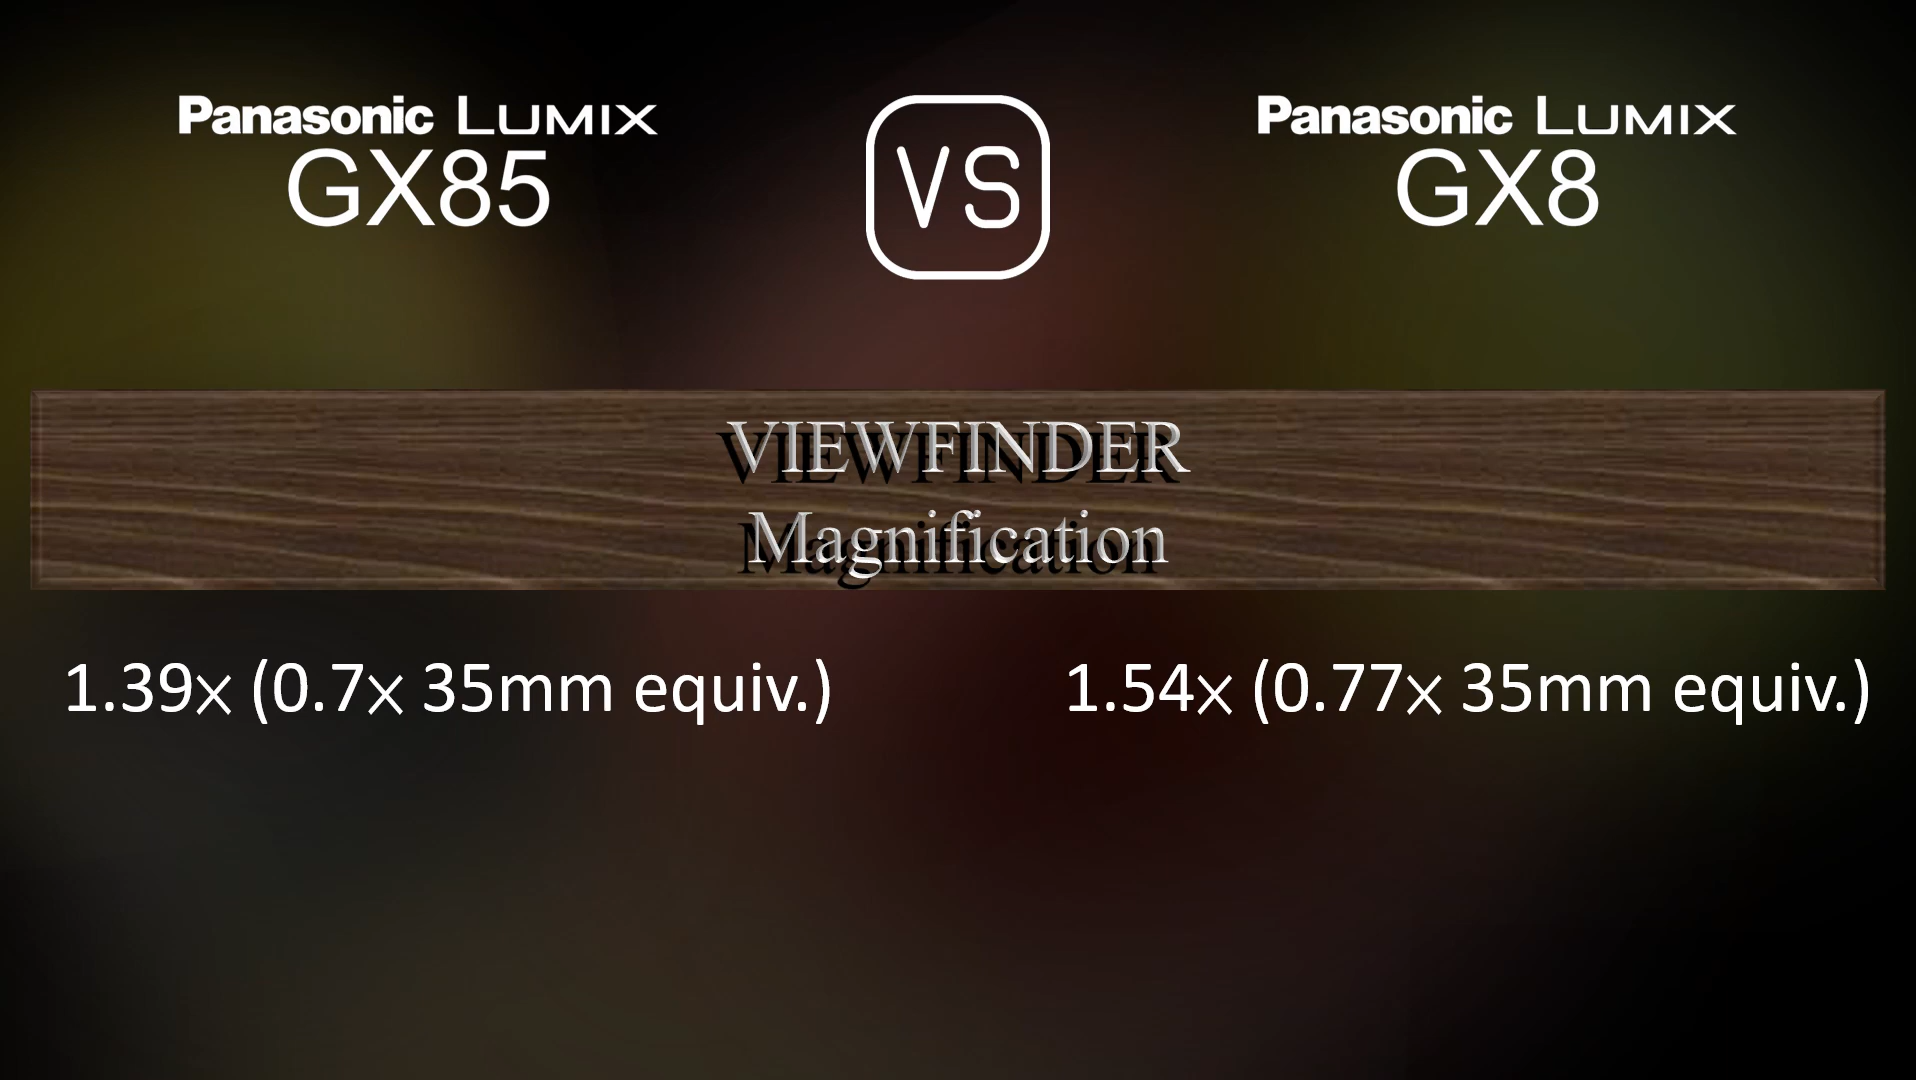 Panasonic LUMIX
GX85
VS
Panasonic LUMIX
GX8
VIEWFINDER
Magnification
1.39x (0.7x 35mm equiv.)
1.54x (0.77x 35mm equiv.)